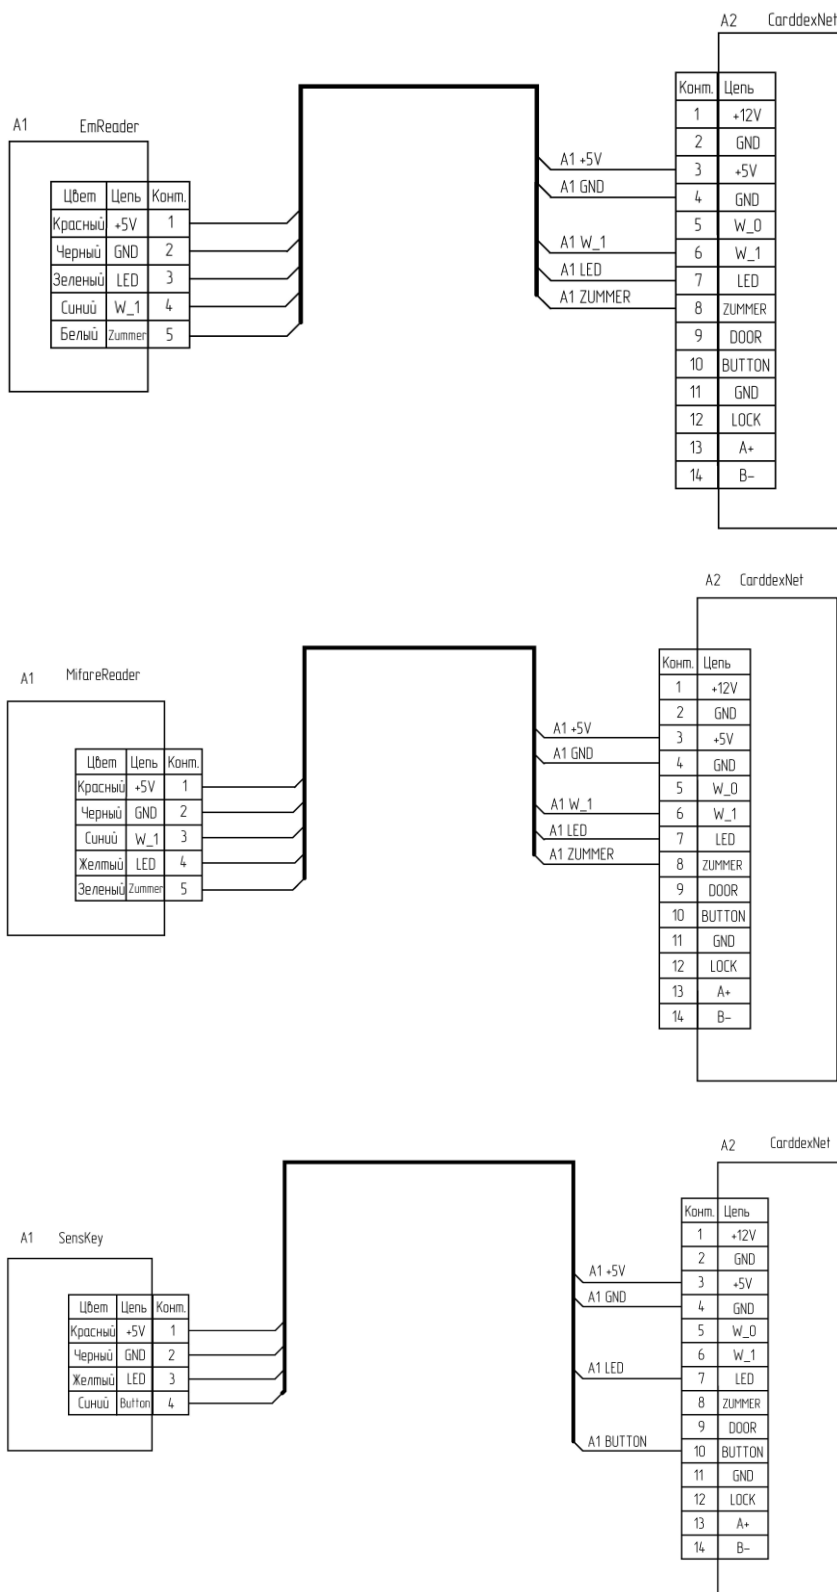 A2 CarddexNet
A1 EmReader
Конт. Цепь
1 +12V
2 GND
3 +5V
4 GND
5 W_0
6 W_1
7 LED
8 ZUMMER
9 DOOR
10 BUTTON
11 GND
12 LOCK
13 A+
14 B-
Цвет Цепь Конт.
Красный +5V 1
Черный GND 2
Зеленый LED 3
Синий W_1 4
Белый Zummer 5
A1 +5V
A1 GND
A1 W_1
A1 LED
A1 ZUMMER
A2 CarddexNet
A1 MifareReader
Конт. Цепь
1 +12V
2 GND
3 +5V
4 GND
5 W_0
6 W_1
7 LED
8 ZUMMER
9 DOOR
10 BUTTON
11 GND
12 LOCK
13 A+
14 B-
Цвет Цепь Конт.
Красный +5V 1
Черный GND 2
Синий W_1 3
Желтый LED 4
Зеленый Zummer 5
A1 +5V
A1 GND
A1 W_1
A1 LED
A1 ZUMMER
A2 CarddexNet
A1 SensKey
Конт. Цепь
1 +12V
2 GND
3 +5V
4 GND
5 W_0
6 W_1
7 LED
8 ZUMMER
9 DOOR
10 BUTTON
11 GND
12 LOCK
13 A+
14 B-
Цвет Цепь Конт.
Красный +5V 1
Черный GND 2
Желтый LED 3
Синий Button 4
A1 +5V
A1 GND
A1 LED
A1 BUTTON